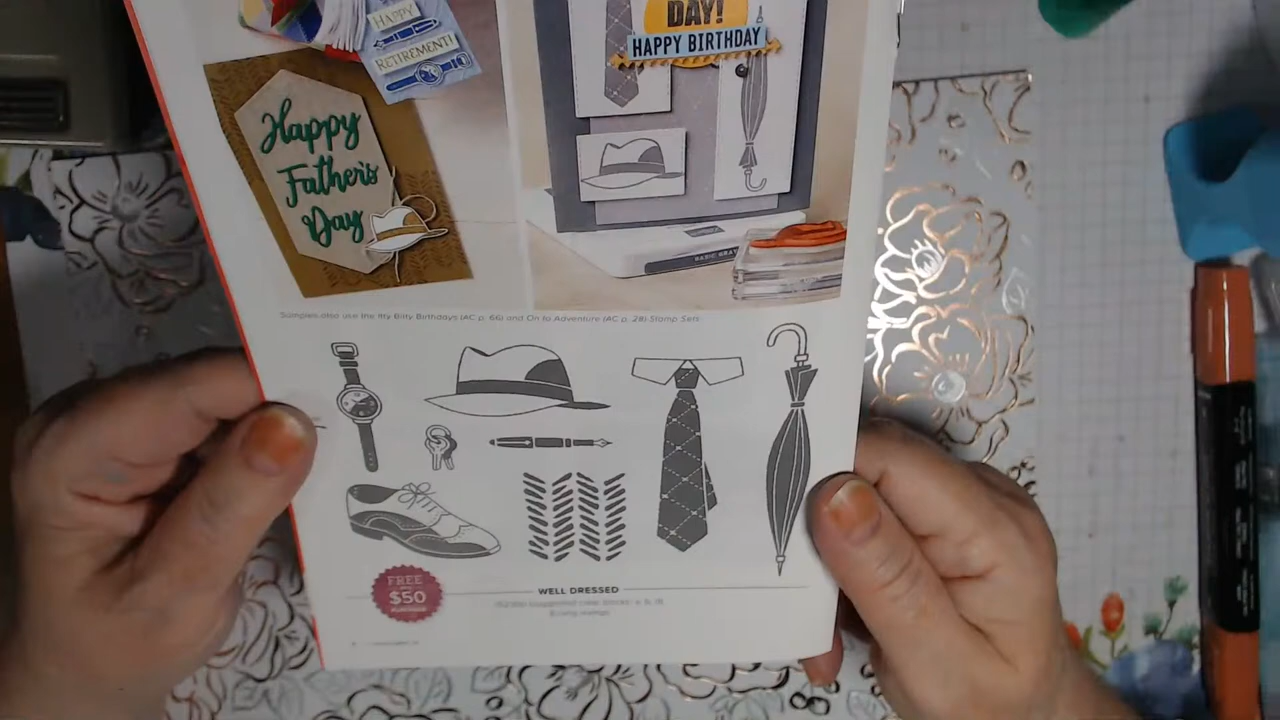 HAPPY
RETIREMENT!
DAY!
HAPPY BIRTHDAY
Happy
Father's
Day
BASIC GRAY
Samples also use the Itty Bitty Birthdays (AC p. 66) and On to Adventure (AC p. 28) Stamp Sets.
FREE
$50
WELL DRESSED